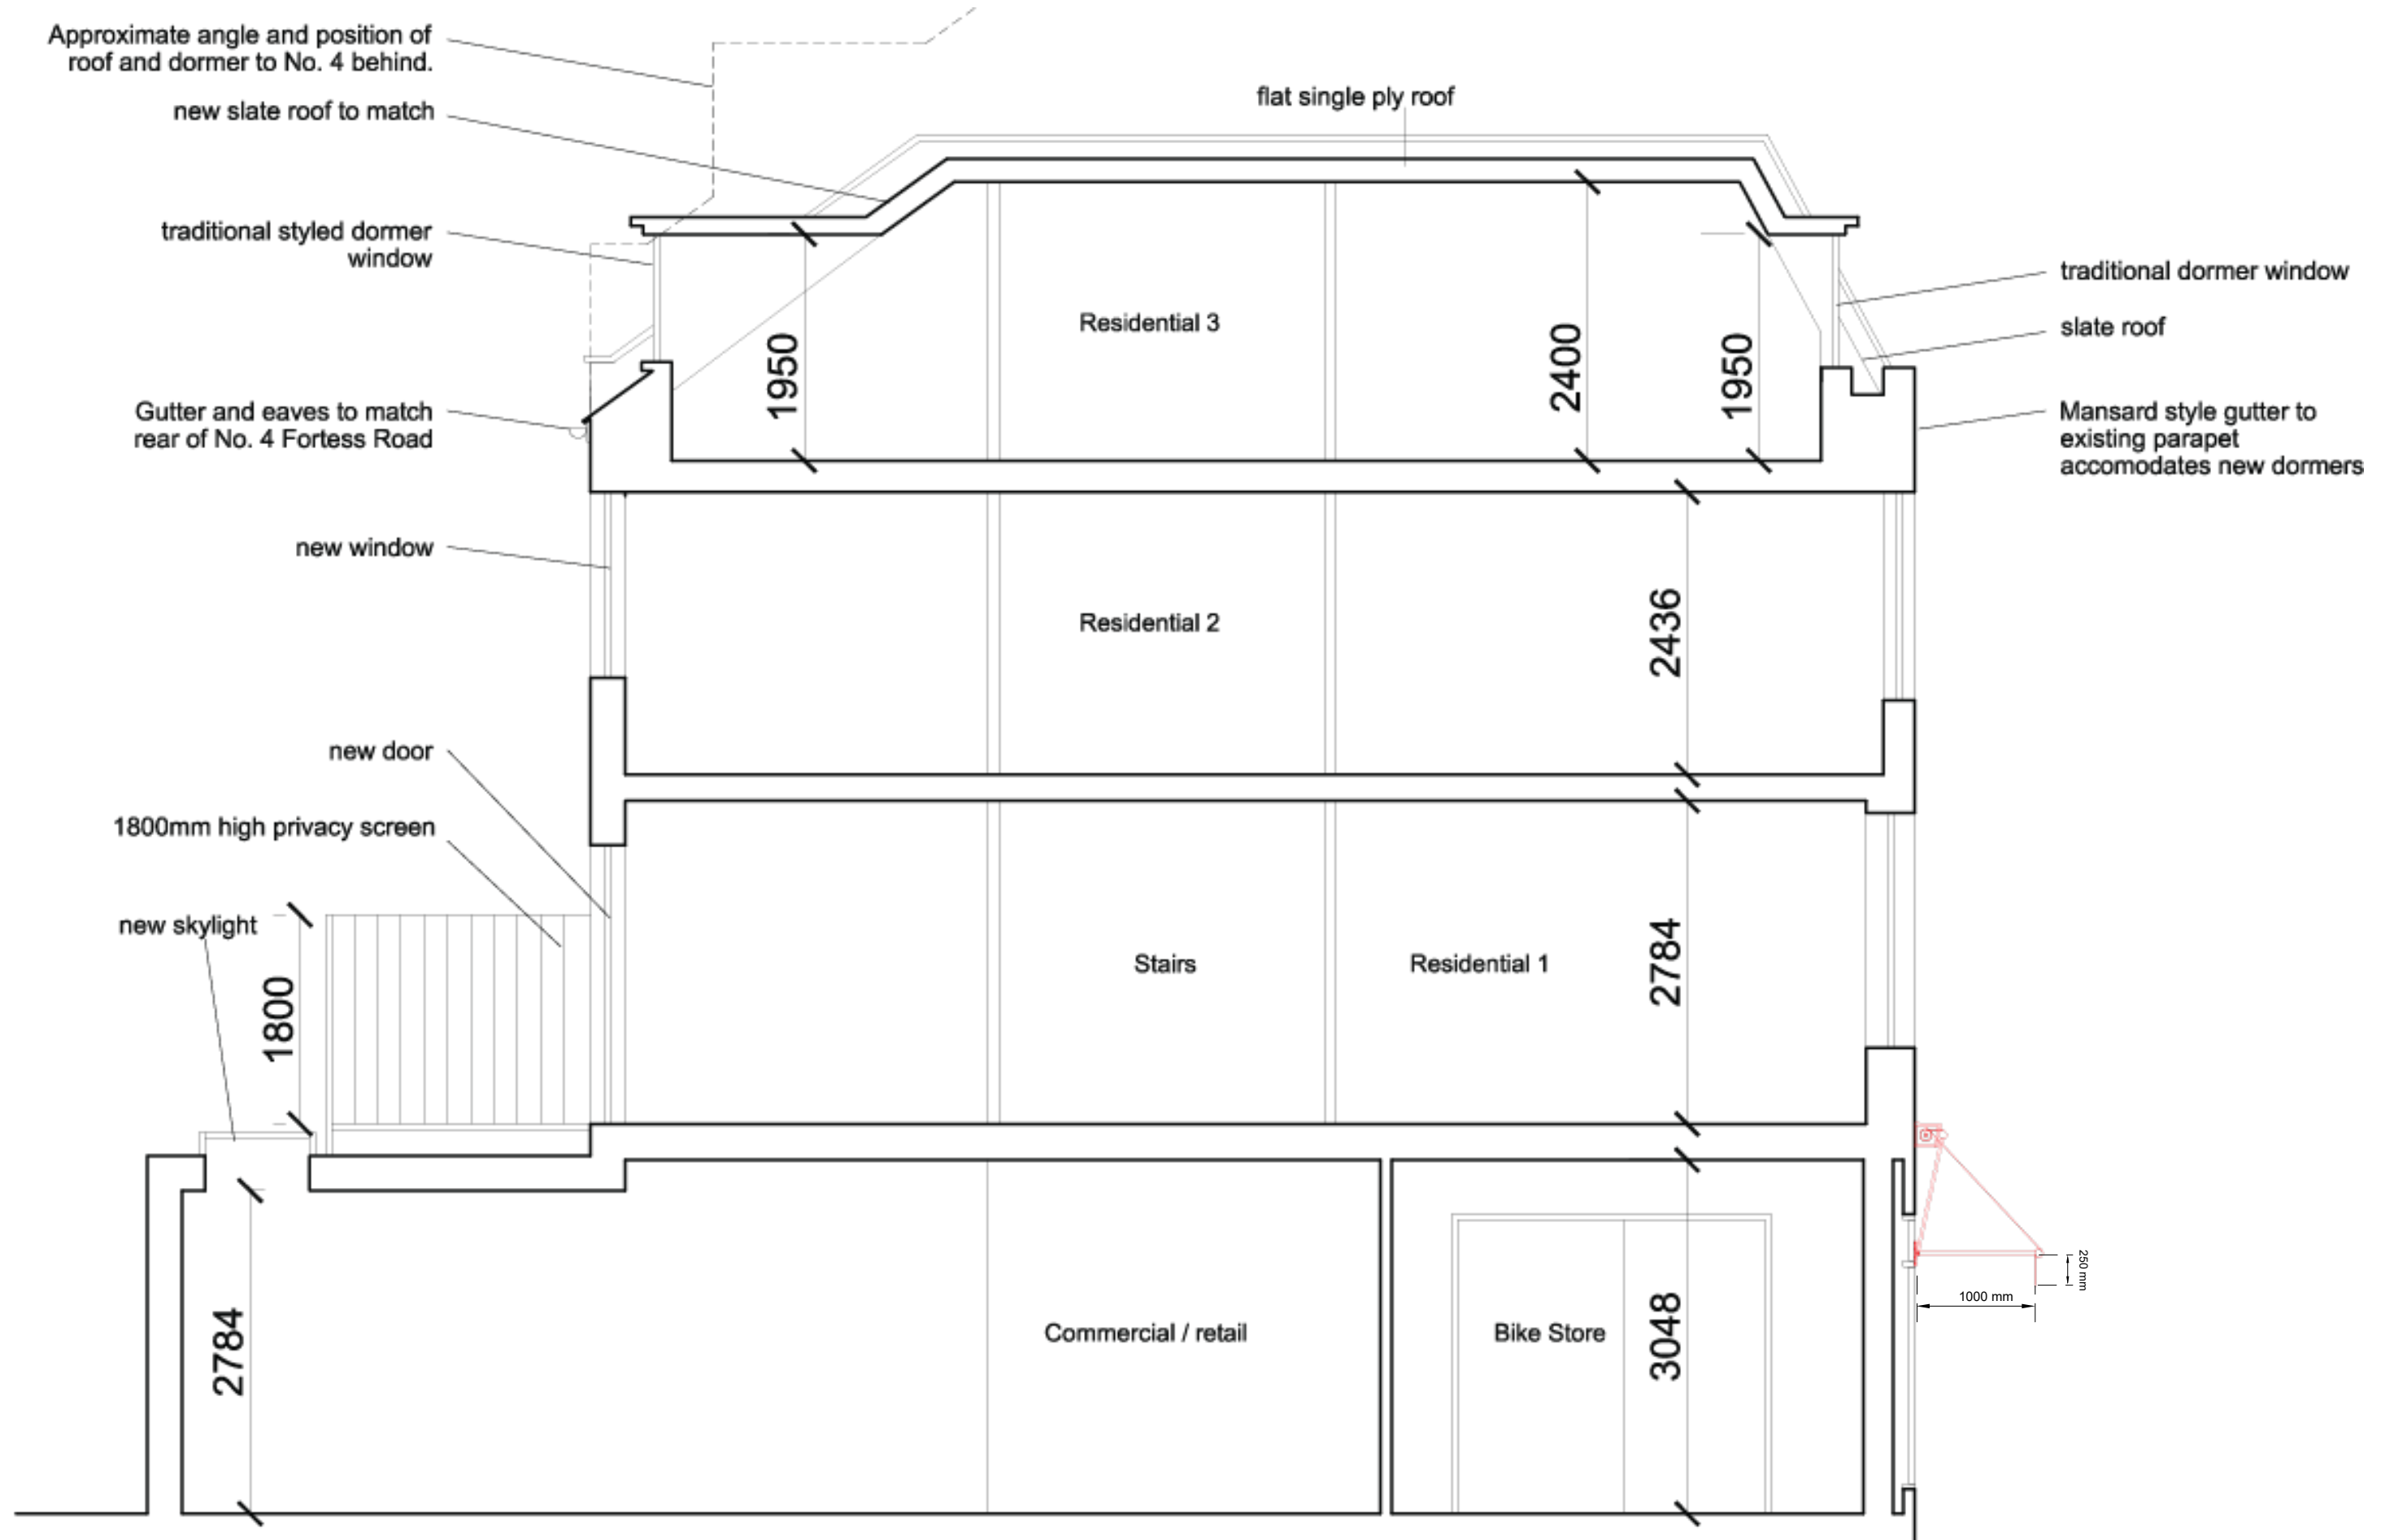 Approximate angle and position of
roof and dormer to No. 4 behind.
new slate roof to match
flat single ply roof
traditional styled dormer
window
traditional dormer window
slate roof
Residential 3
1950
2400
1950
Gutter and eaves to match
rear of No. 4 Fortess Road
Mansard style gutter to
existing parapet
accomodates new dormers
new window
Residential 2
2436
new door
1800mm high privacy screen
new skylight
1800
Stairs
Residential 1
2784
250 mm
1000 mm
2784
Commercial / retail
Bike Store
3048